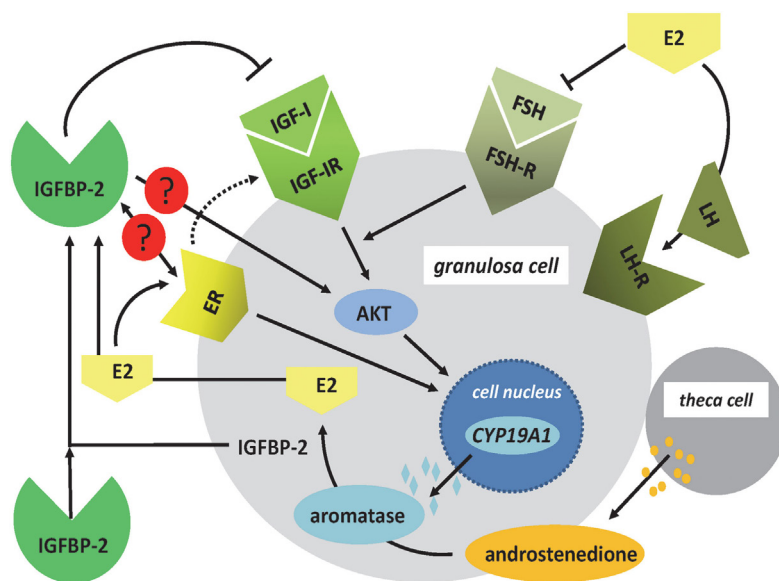 E2
IGF-I
FSH
IGF-IR
FSH-R
IGFBP-2
?
LH
?
granulosa cell
LH-R
ER
AKT
E2
E2
cell nucleus
theca cell
CYP19A1
IGFBP-2
aromatase
IGFBP-2
androstenedione